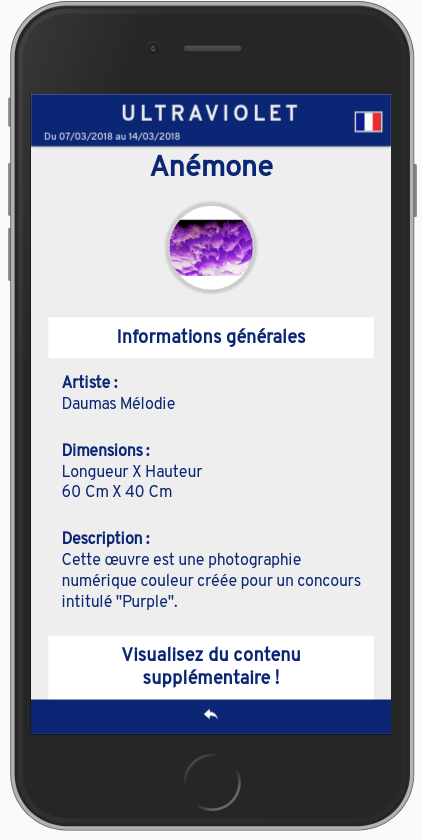 ULTRAVIOLET
Du 07/03/2018 au 14/03/2018
Anémone
Informations générales
Artiste :
Daumas Mélodie
Dimensions :
Longueur X Hauteur
60 Cm X 40 Cm
Description :
Cette œuvre est une photographie
numérique couleur créée pour un concours
intitulé "Purple".
Visualisez du contenu
supplémentaire !